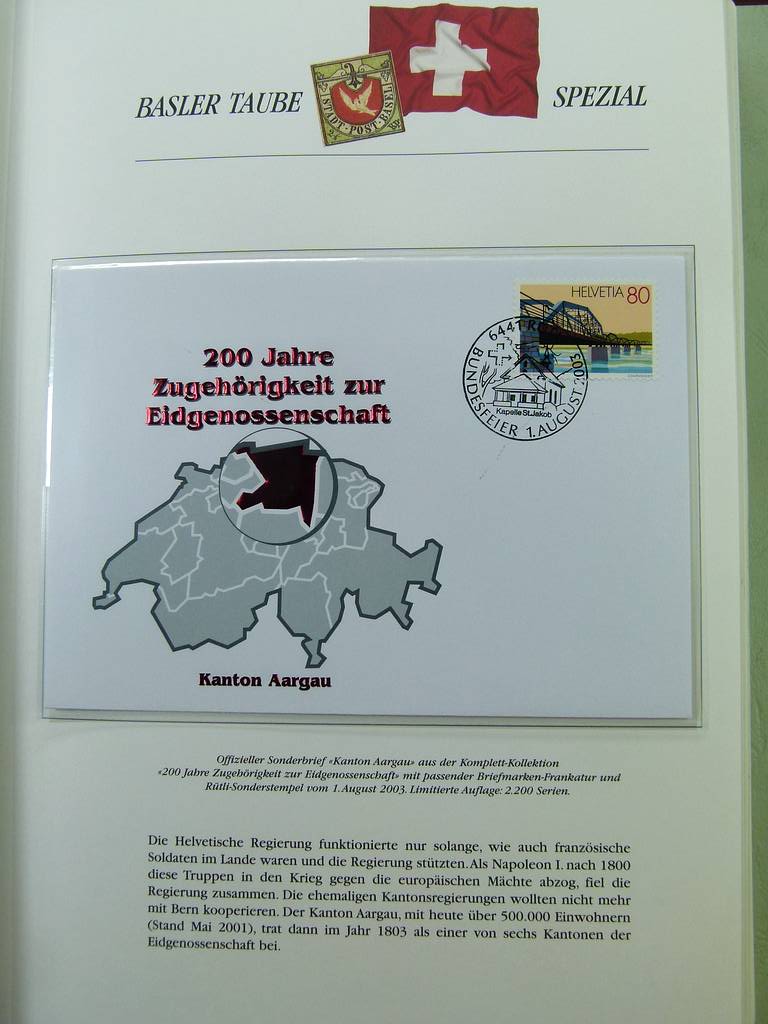 BASLER TAUBE
STADT·POST·BASEL
SPEZIAL
HELVETIA 80
6441
BUNDESFEIER 1. AUGUST 2003
Kapelle St. Jakob
200 Jahre
Zugehörigkeit zur
Eidgenossenschaft
Kanton Aargau
Offizieller Sonderbrief «Kanton Aargau» aus der Komplett-Kollektion
«200 Jahre Zugehörigkeit zur Eidgenossenschaft» mit passender Briefmarken-Frankatur und
Rütli-Sonderstempel vom 1. August 2003. Limitierte Auflage: 2.200 Serien.
Die Helvetische Regierung funktionierte nur solange, wie auch französische
Soldaten im Lande waren und die Regierung stützten. Als Napoleon I. nach 1800
diese Truppen in den Krieg gegen die europäischen Mächte abzog, fiel die
Regierung zusammen. Die ehemaligen Kantonsregierungen wollten nicht mehr
mit Bern kooperieren. Der Kanton Aargau, mit heute über 500.000 Einwohnern
(Stand Mai 2001), trat dann im Jahr 1803 als einer von sechs Kantonen der
Eidgenossenschaft bei.